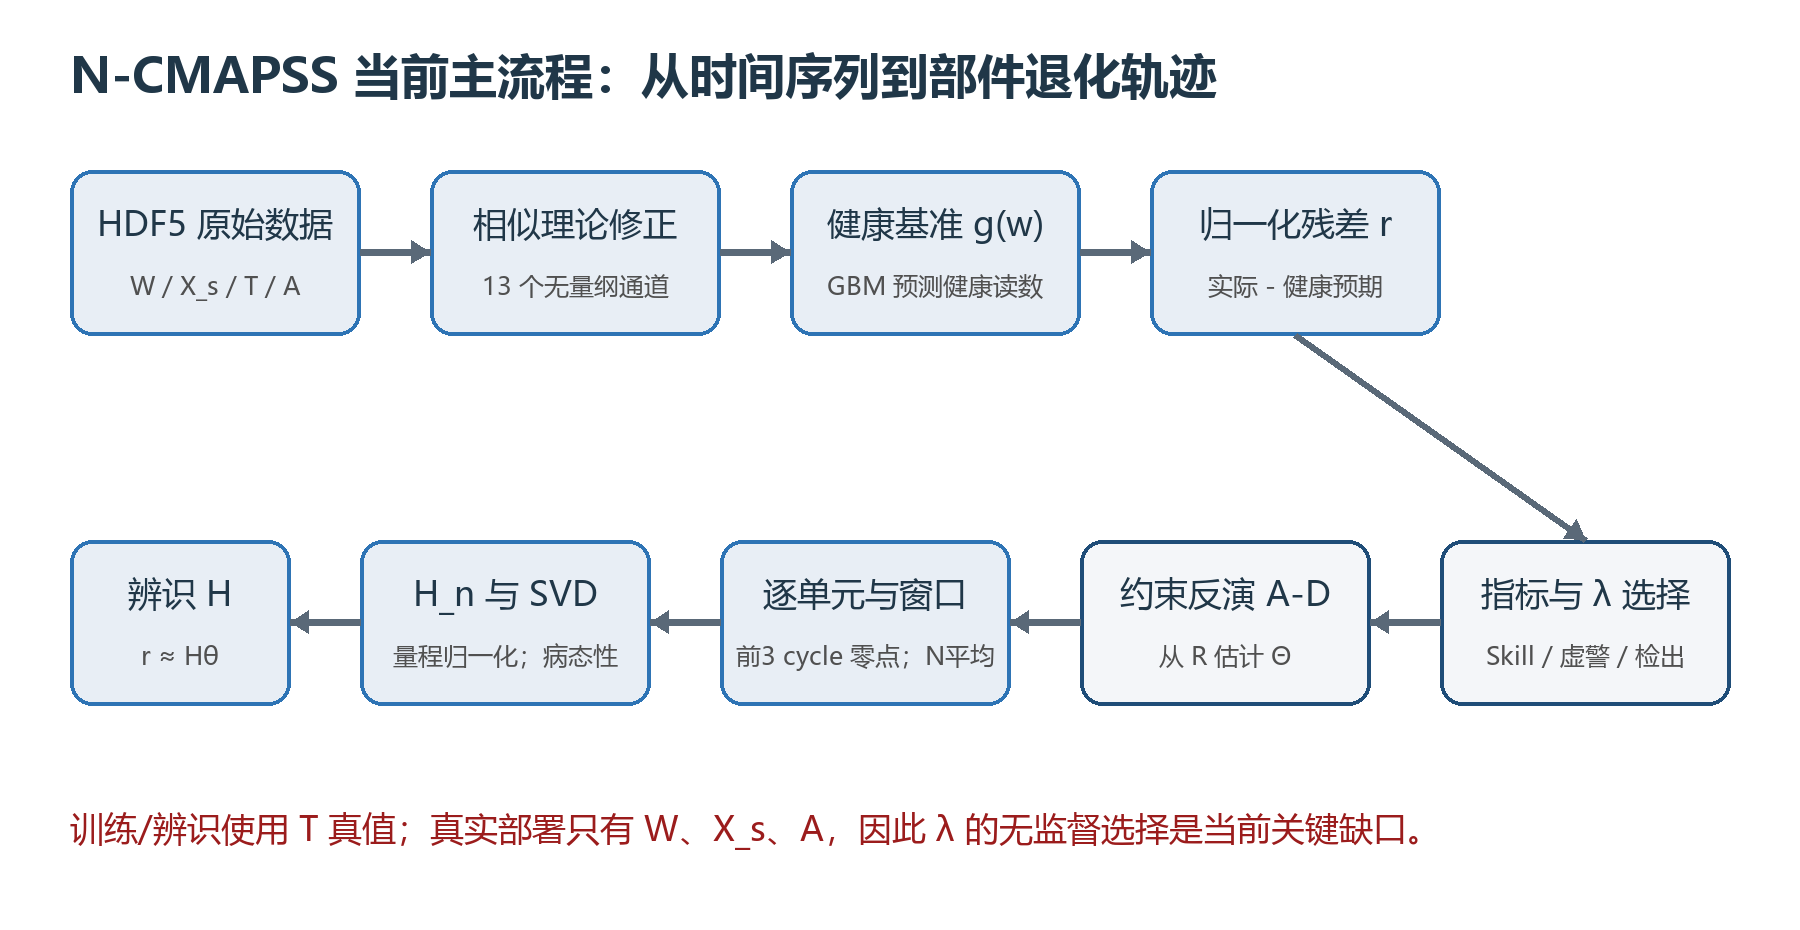 N-CMAPSS 当前主流程：从时间序列到部件退化轨迹
HDF5 原始数据
W / X_s / T / A
相似理论修正
13 个无量纲通道
健康基准 g(w)
GBM 预测健康读数
归一化残差 r
实际 - 健康预期
辨识 H
r ≈ Hθ
H_n 与 SVD
量程归一化；病态性
逐单元与窗口
前3 cycle 零点；N平均
约束反演 A-D
从 R 估计 Θ
指标与 λ 选择
Skill / 虚警 / 检出
训练/辨识使用 T 真值；真实部署只有 W、X_s、A，因此 λ 的无监督选择是当前关键缺口。